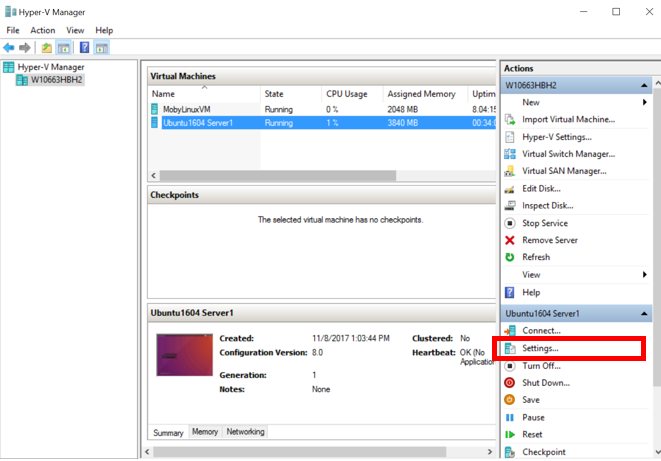 Hyper-V Manager
File Action View Help
Hyper-V Manager
W10663HBH2
Virtual Machines
Name State CPU Usage Assigned Memory Uptim
MobyLinuxVM Running 0 % 2048 MB 8.04:15
Ubuntu1604 Server1 Running 1 % 3840 MB 00:34:0
Checkpoints
The selected virtual machine has no checkpoints.
Ubuntu1604 Server1
Created: 11/8/2017 1:03:44 PM Clustered: No
Configuration Version: 8.0 Heartbeat: OK (No
Application
Generation: 1
Notes: None
Summary Memory Networking
Actions
W10663HBH2
New
Import Virtual Machine...
Hyper-V Settings...
Virtual Switch Manager...
Virtual SAN Manager...
Edit Disk...
Inspect Disk...
Stop Service
Remove Server
Refresh
View
Help
Ubuntu1604 Server1
Connect...
Settings...
Turn Off...
Shut Down...
Save
Pause
Reset
Checkpoint